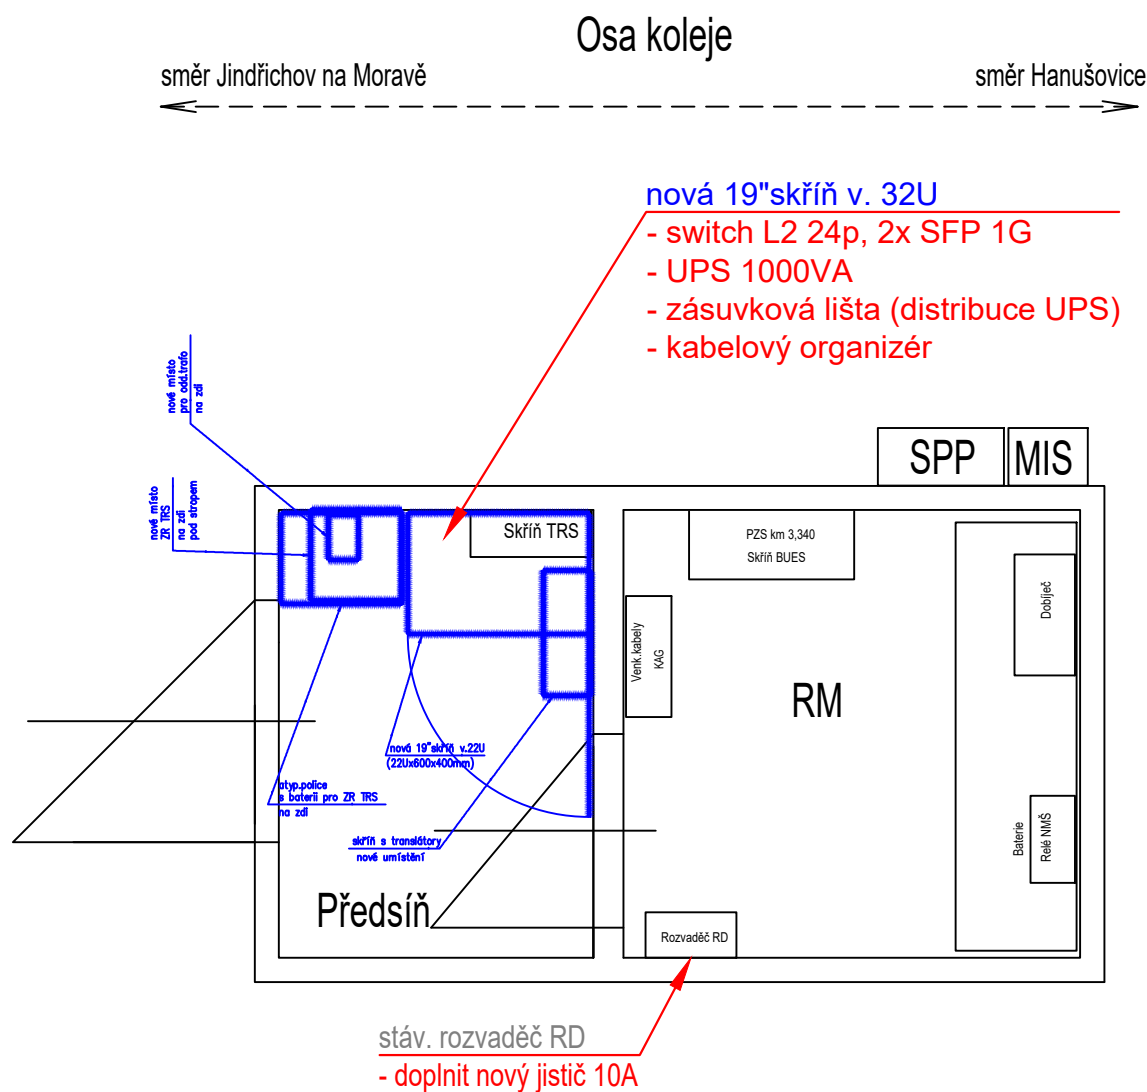 Osa koleje
směr Jindřichov na Moravě
směr Hanušovice
nová 19"skříň v. 32U
- switch L2 24p, 2x SFP 1G
- UPS 1000VA
- zásuvková lišta (distribuce UPS)
- kabelový organizér
nové místo
pro odd.trafo
na zdi
nové místo
ZR TRS
na zdi
pod stropem
SPP
MIS
Skříň TRS
PZS km 3,340
Skříň BUES
Dobíječ
Venk.kabely
KAG
RM
nová 19"skříň v.22U
(22Ux600x400mm)
atyp.police
s baterií pro ZR TRS
na zdi
skříň s translátory
nové umístění
Baterie
Relé NMŠ
Předsíň
Rozvaděč RD
stáv. rozvaděč RD
- doplnit nový jistič 10A